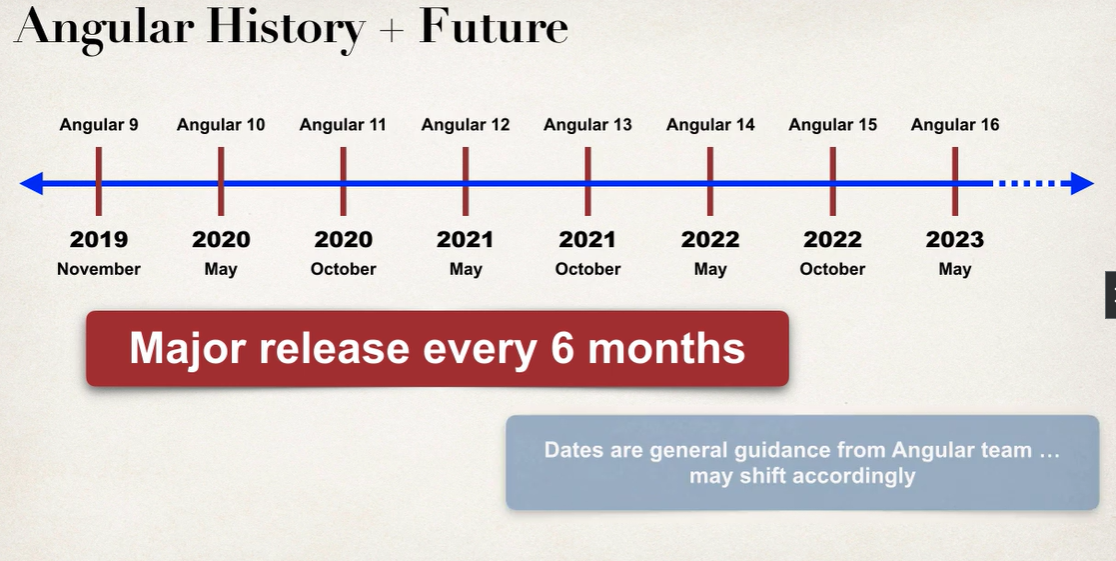 Angular History + Future
Angular 9 Angular 10 Angular 11 Angular 12 Angular 13 Angular 14 Angular 15 Angular 16
2019 2020 2020 2021 2021 2022 2022 2023
November May October May October May October May
Major release every 6 months
Dates are general guidance from Angular team …
may shift accordingly